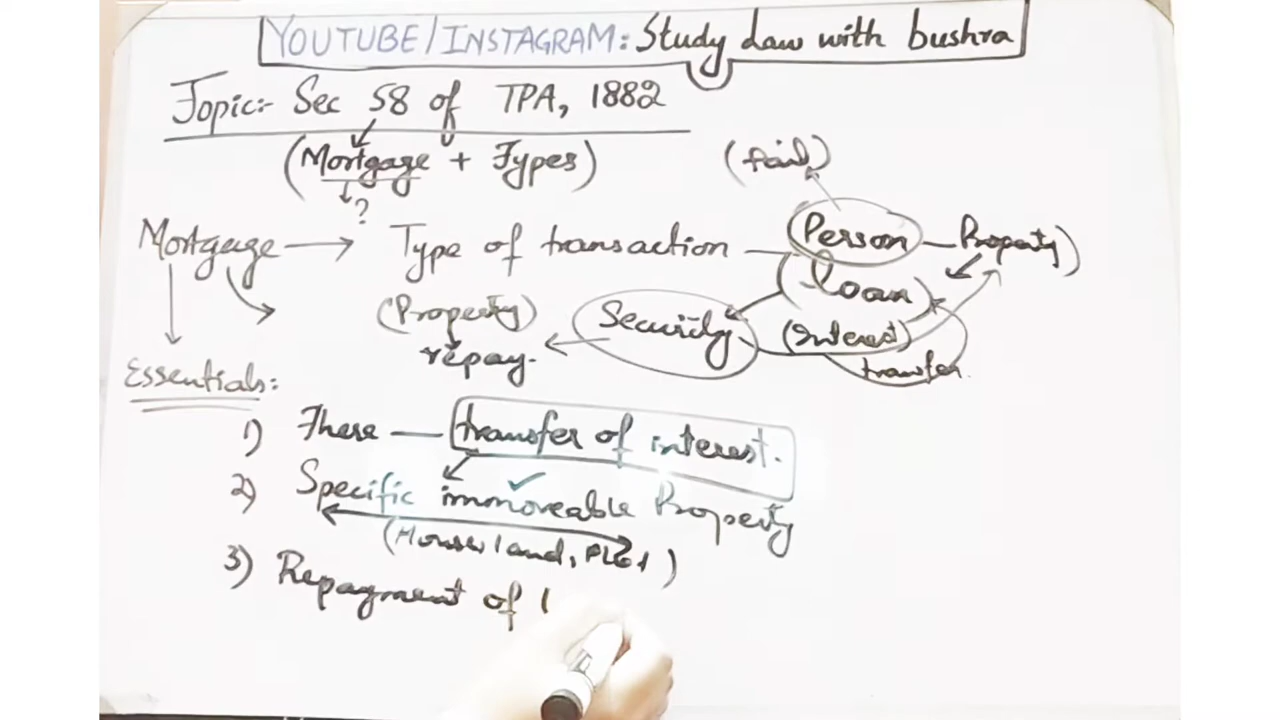 YOUTUBE/INSTAGRAM: Study Law with bushra
Topic:- Sec 58 of TPA, 1882
(Mortgage + Types)
?
(fail)
Mortgage → Type of transaction — Person — Property)
(loan)
(Property)
Security
(Interest)
repay.
transfer.
Essentials:
1) There — transfer of interest.
2) Specific immoveable Property
(House, land, Plot)
3) Repayment of l